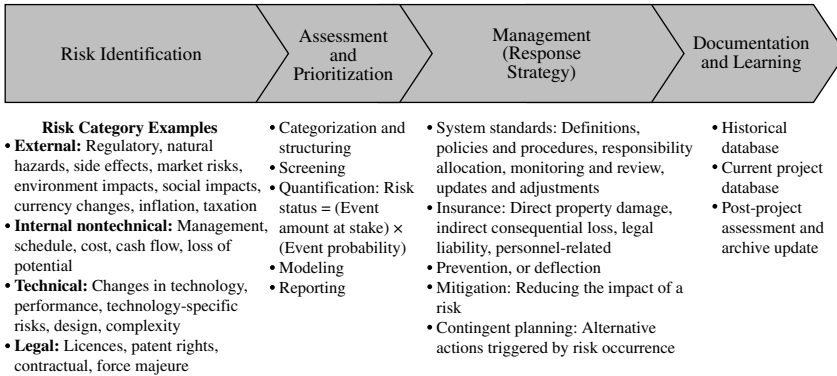 Risk Identification
Assessment
and
Prioritization
Management
(Response
Strategy)
Documentation
and Learning
Risk Category Examples
• External: Regulatory, natural
hazards, side effects, market risks,
environment impacts, social impacts,
currency changes, inflation, taxation
• Internal nontechnical: Management,
schedule, cost, cash flow, loss of
potential
• Technical: Changes in technology,
performance, technology-specific
risks, design, complexity
• Legal: Licences, patent rights,
contractual, force majeure
• Categorization and
structuring
• Screening
• Quantification: Risk
status = (Event
amount at stake) ×
(Event probability)
• Modeling
• Reporting
• System standards: Definitions,
policies and procedures, responsibility
allocation, monitoring and review,
updates and adjustments
• Insurance: Direct property damage,
indirect consequential loss, legal
liability, personnel-related
• Prevention, or deflection
• Mitigation: Reducing the impact of a
risk
• Contingent planning: Alternative
actions triggered by risk occurrence
• Historical
database
• Current project
database
• Post-project
assessment and
archive update